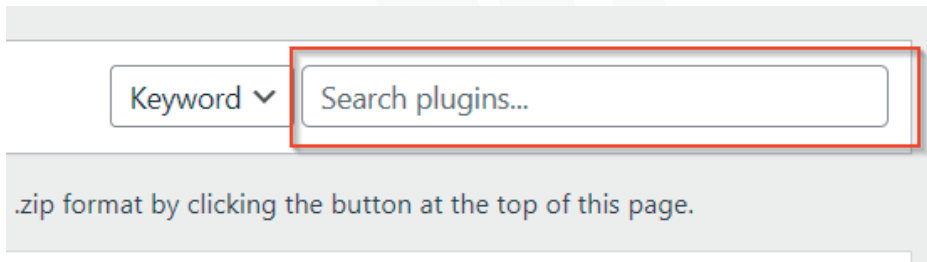 Keyword Search plugins...
.zip format by clicking the button at the top of this page.